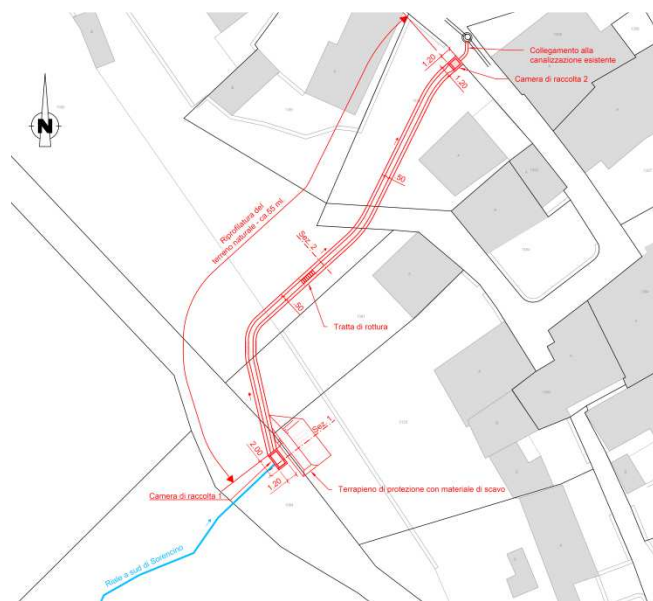 Collegamento alla
canalizzazione esistente
1.20
Camera di raccolta 2
1.20
N
50
Riprofilatura del
terreno naturale - ca 55 ml
Sez. 2
50
Tratta di rottura
Sez. 1
2.00
1.20
Camera di raccolta 1
Terrapieno di protezione con materiale di scavo
Riale a sud di Sorencino